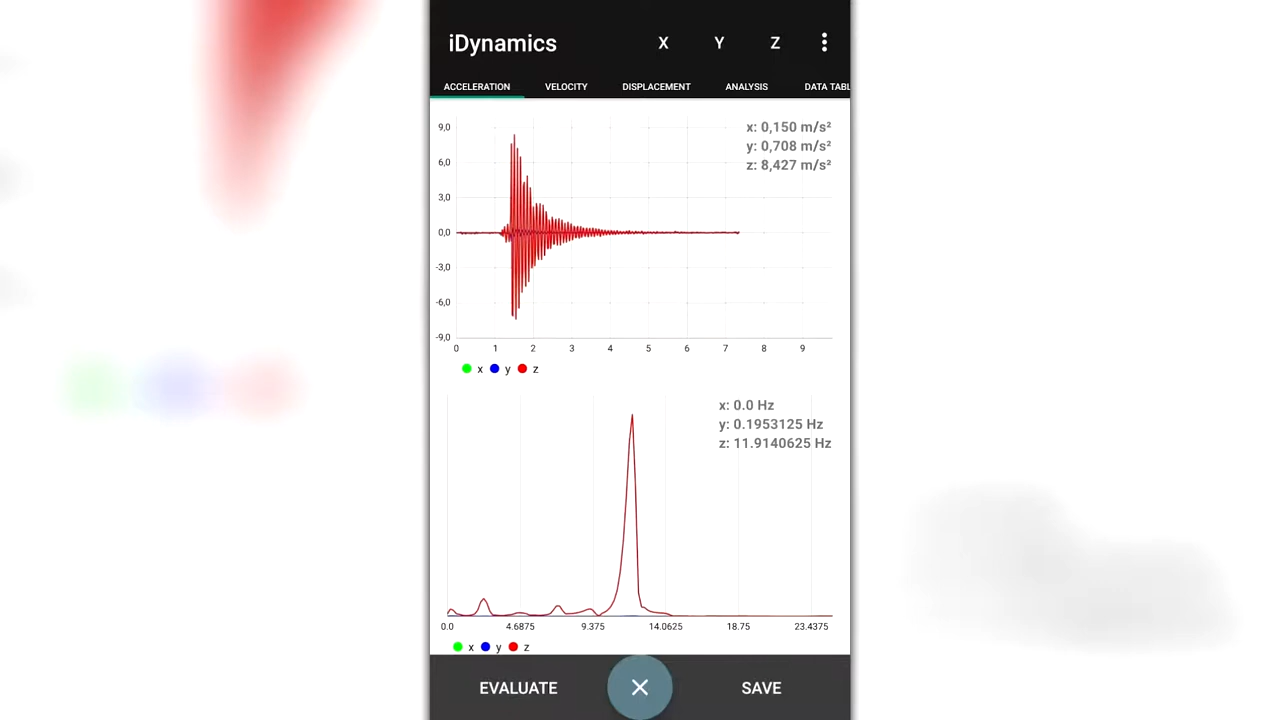 iDynamics X Y Z
ACCELERATION VELOCITY DISPLACEMENT ANALYSIS DATA TABL
x: 0,150 m/s²
y: 0,708 m/s²
z: 8,427 m/s²
9,0
6,0
3,0
0,0
-3,0
-6,0
-9,0
0 1 2 3 4 5 6 7 8 9
x y z
x: 0.0 Hz
y: 0.1953125 Hz
z: 11.9140625 Hz
0.0 4.6875 9.375 14.0625 18.75 23.4375
x y z
EVALUATE SAVE